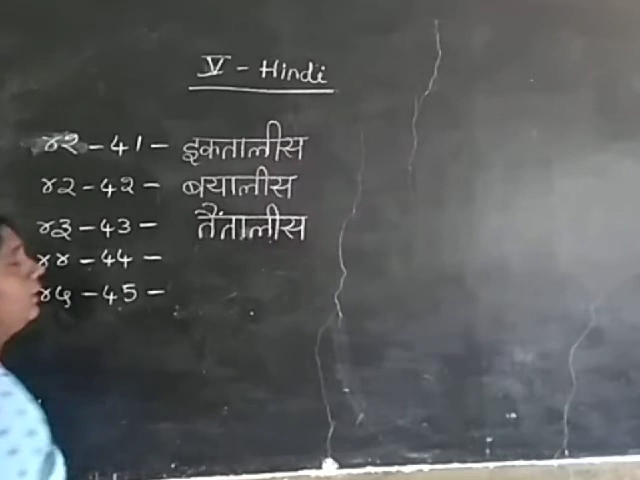 V - Hindi
४१ - 41 - इकतालीस
४२ - 42 - बयालीस
४३ - 43 - तैंतालीस
४४ - 44 -
४५ - 45 -